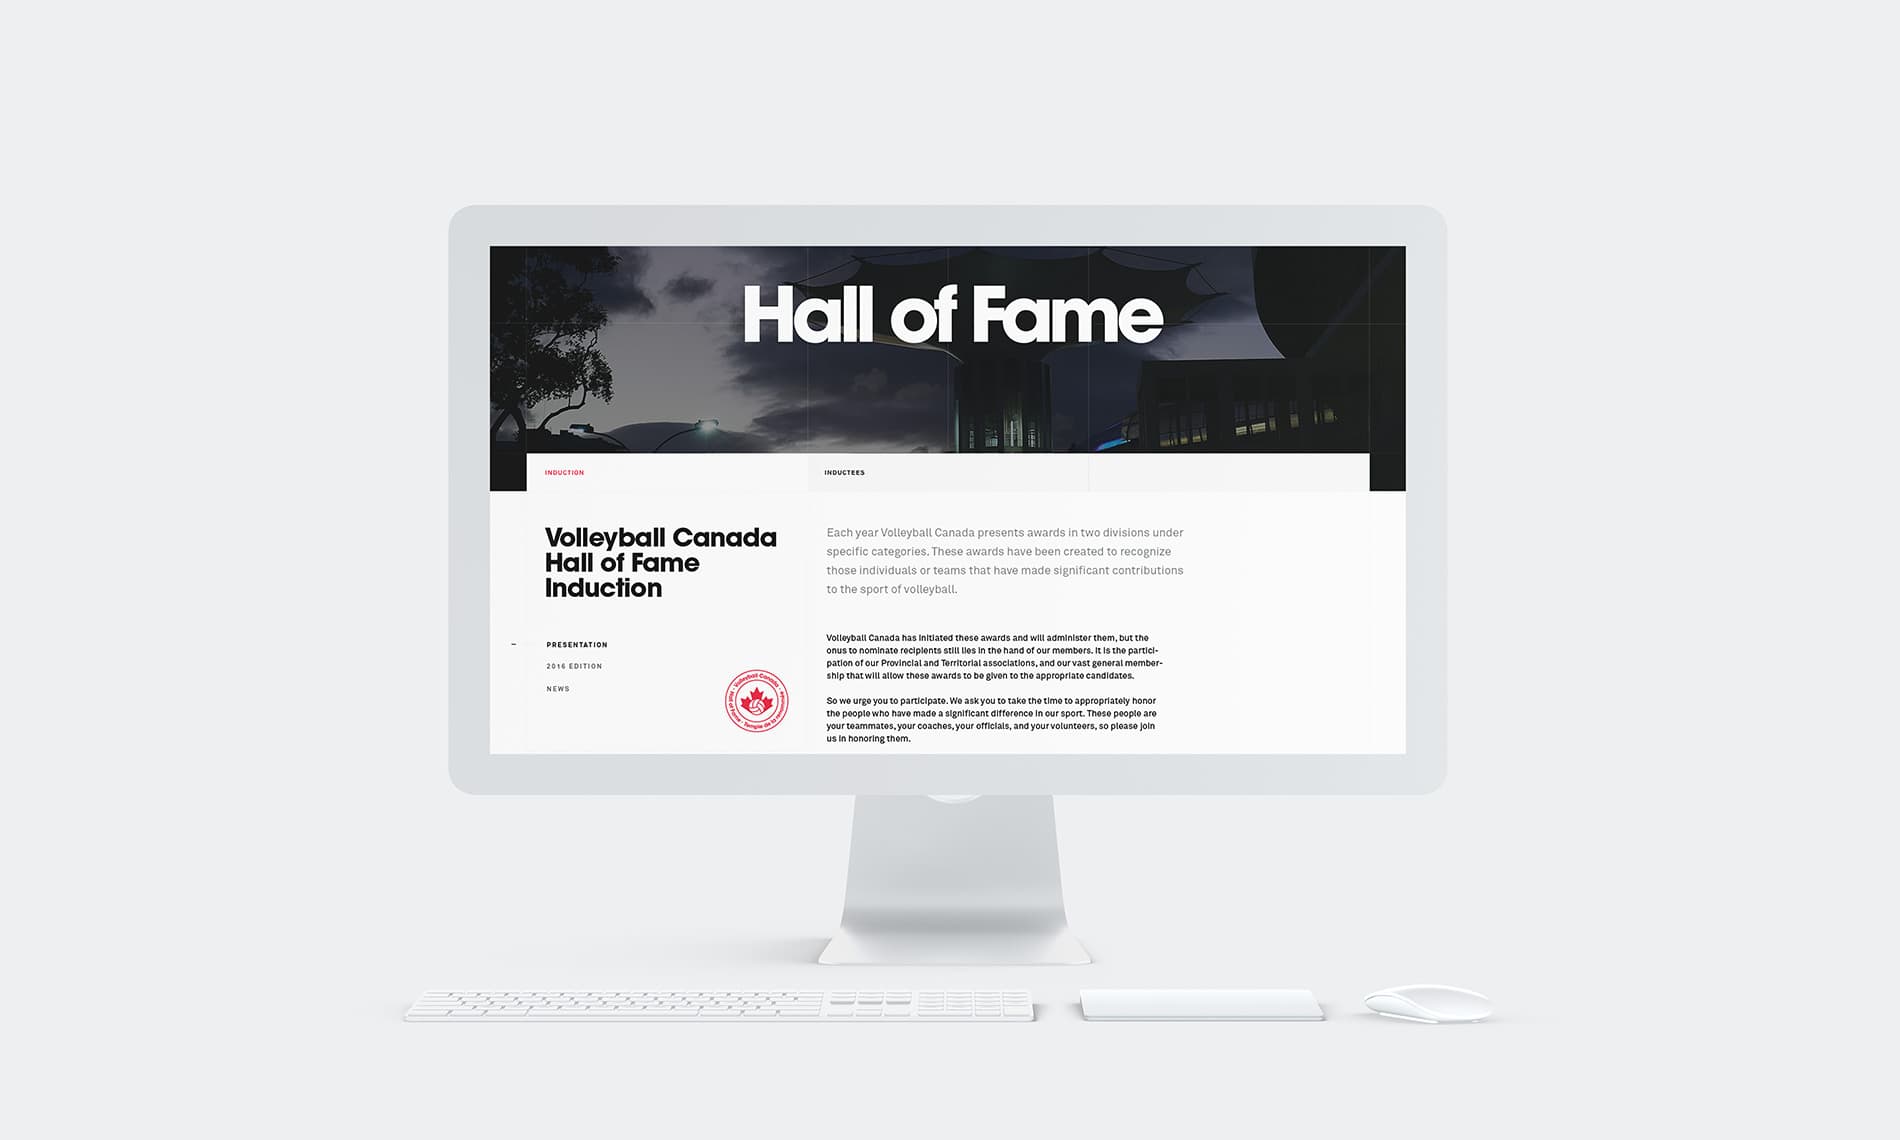 Hall of Fame
INDUCTION
INDUCTEES
Volleyball Canada
Hall of Fame
Induction
PRESENTATION
2016 EDITION
NEWS
Volleyball Canada
Hall of Fame
Temple de la renommée
Each year Volleyball Canada presents awards in two divisions under
specific categories. These awards have been created to recognize
those individuals or teams that have made significant contributions
to the sport of volleyball.
Volleyball Canada has initiated these awards and will administer them, but the
onus to nominate recipients still lies in the hand of our members. It is the partici-
pation of our Provincial and Territorial associations, and our vast general member-
ship that will allow these awards to be given to the appropriate candidates.
So we urge you to participate. We ask you to take the time to appropriately honor
the people who have made a significant difference in our sport. These people are
your teammates, your coaches, your officials, and your volunteers, so please join
us in honoring them.